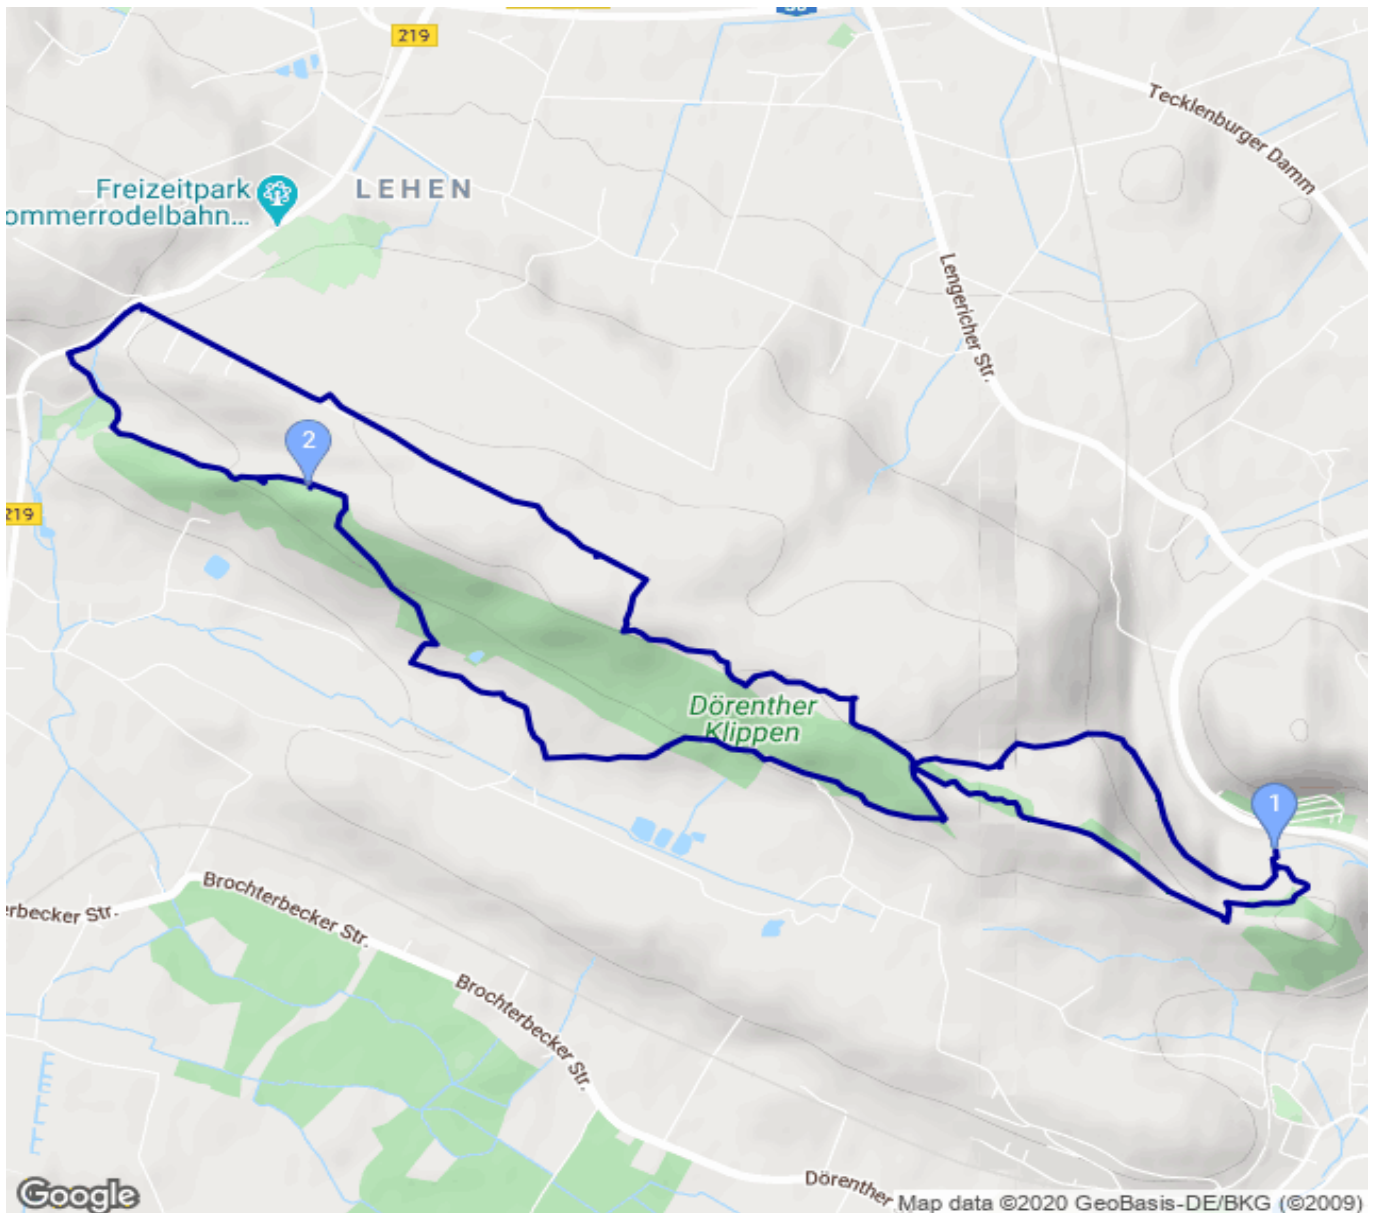 219
Tecklenburger Damm
Freizeitpark
ommerrodelbahn...
LEHEN
Lengericher Str.
2
219
Dörenther
Klippen
1
Brochterbecker Str.
erbecker Str.
Brochterbecker Str.
Dörenther
Google
Map data ©2020 GeoBasis-DE/BKG (©2009)